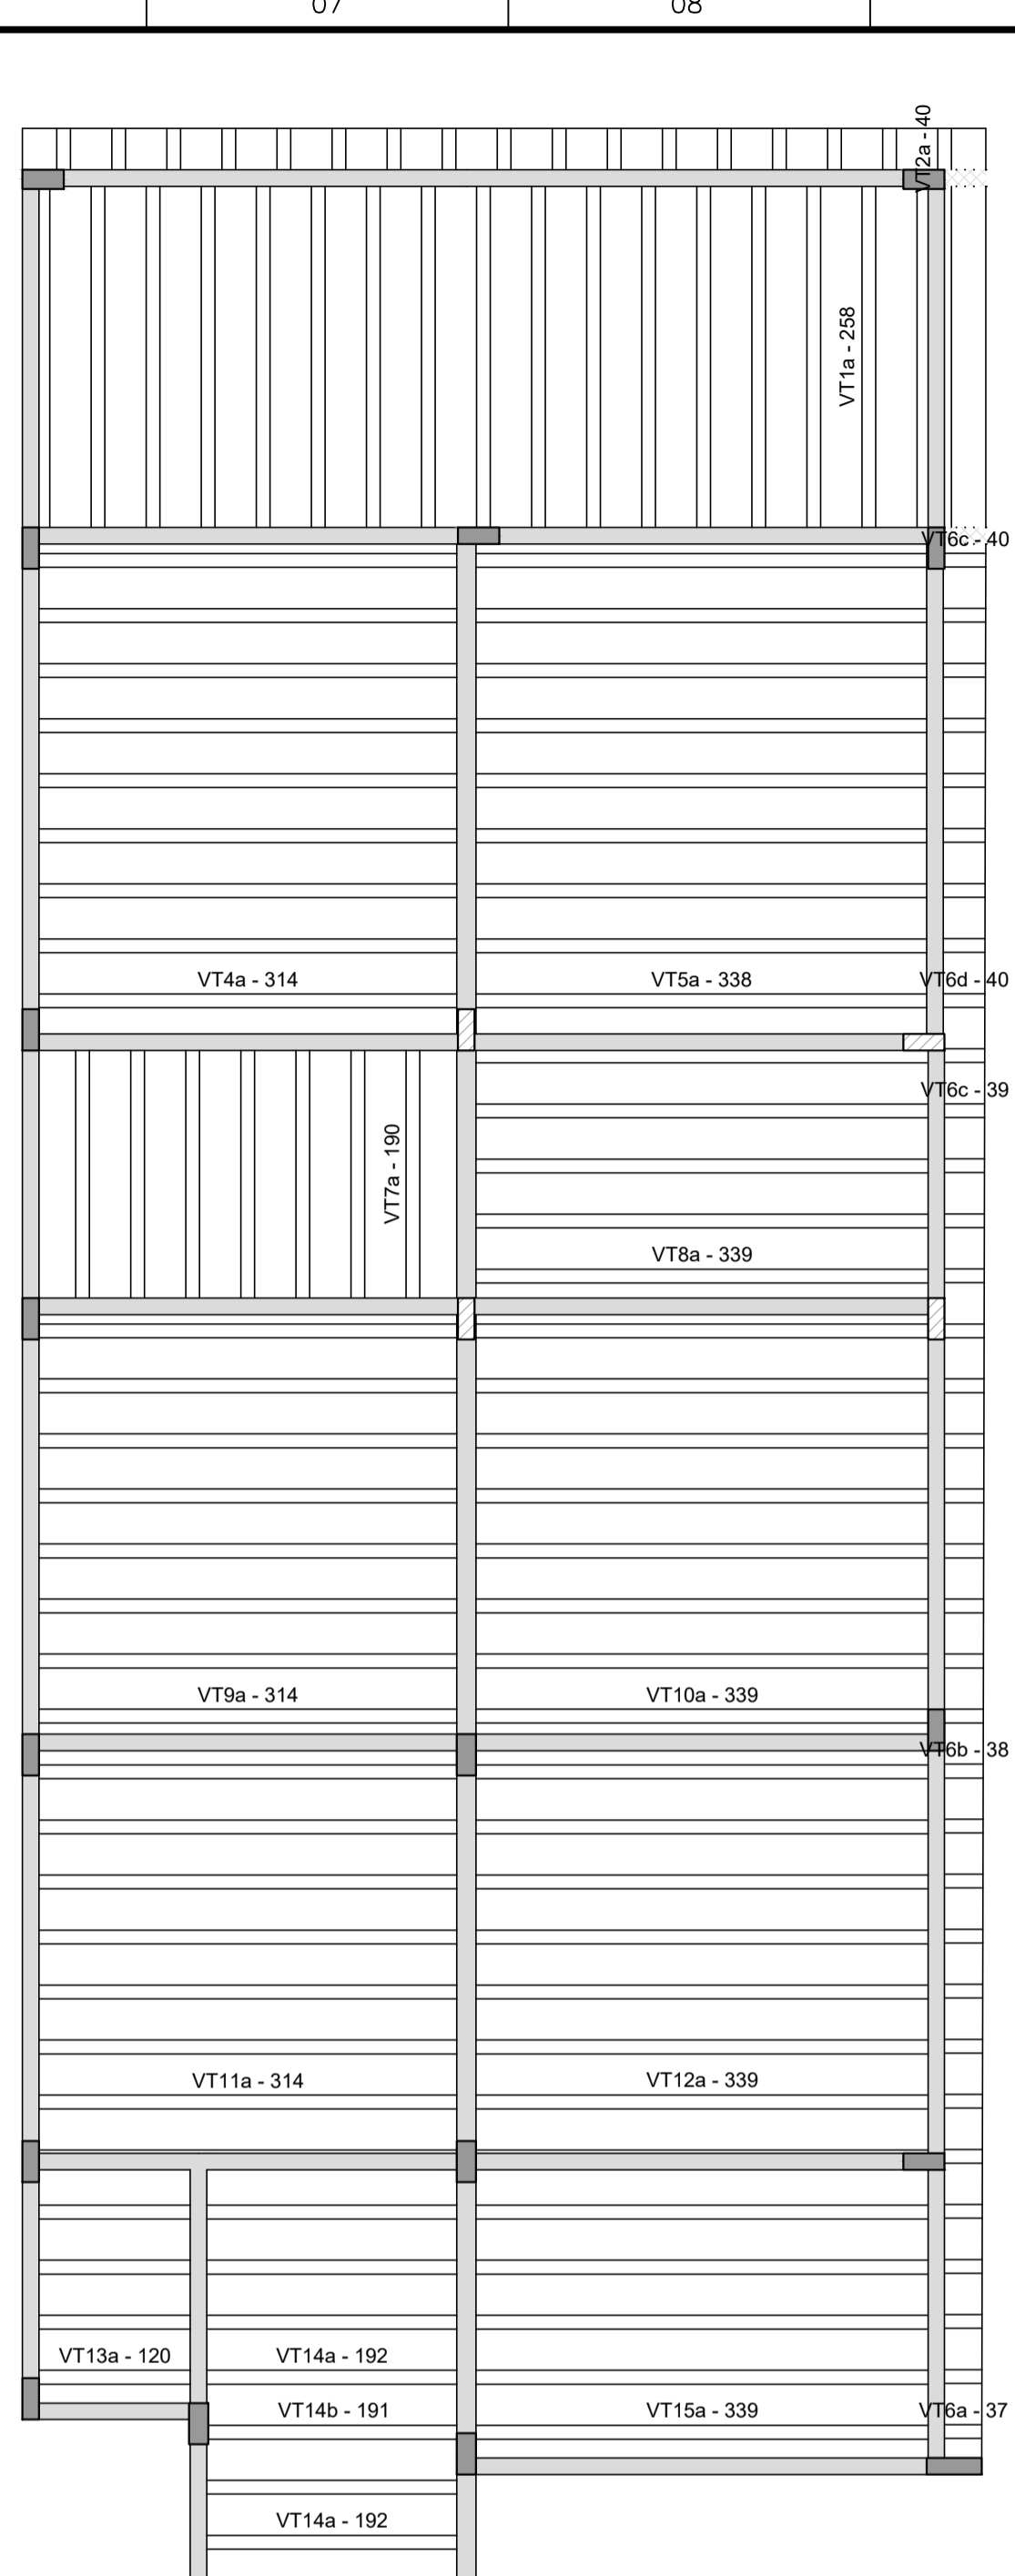 07
08
VT2a - 40
VT1a - 258
VT6c - 40
VT4a - 314
VT5a - 338
VT6d - 40
VT6c - 39
VT7a - 190
VT8a - 339
VT9a - 314
VT10a - 339
VT6b - 38
VT11a - 314
VT12a - 339
VT13a - 120
VT14a - 192
VT14b - 191
VT15a - 339
VT6a - 37
VT14a - 192